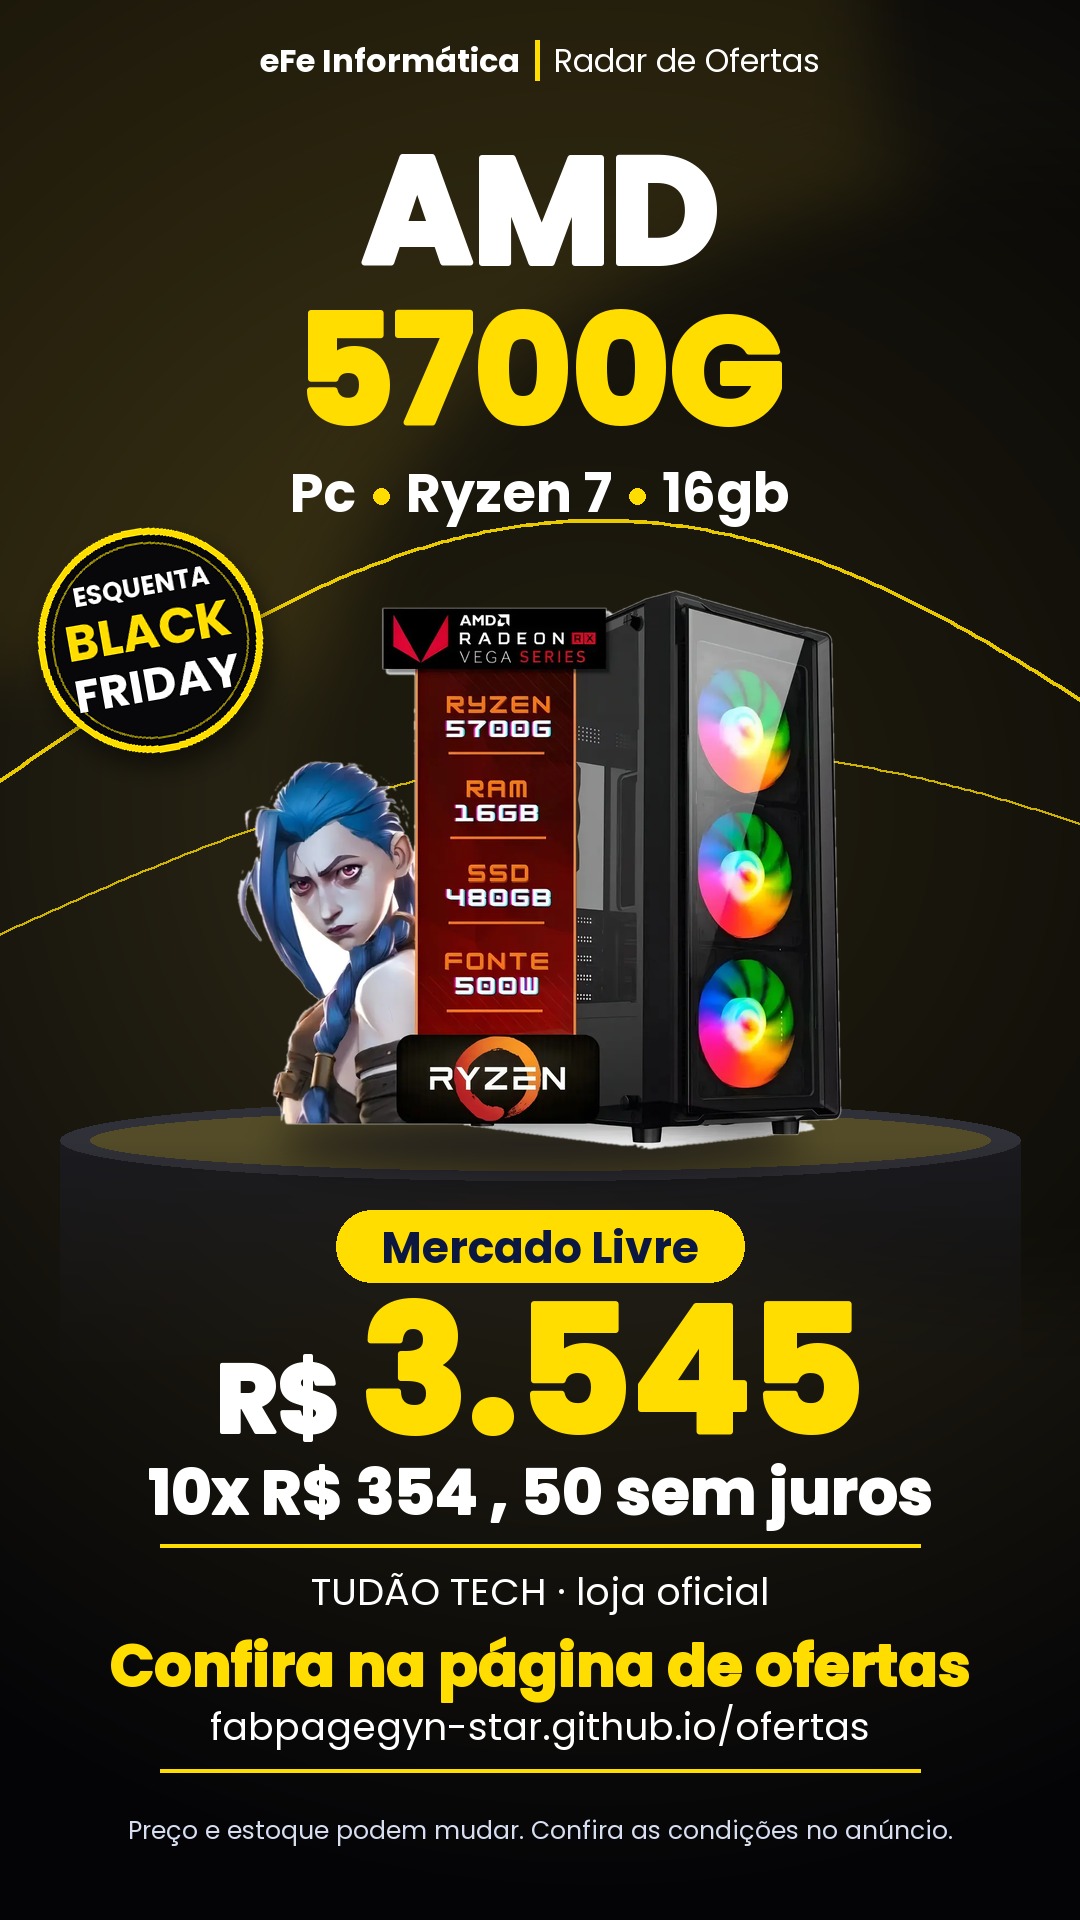 eFe Informática | Radar de Ofertas
AMD
5700G
Pc • Ryzen 7 • 16gb
ESQUENTA
BLACK
FRIDAY
AMD
RADEON RX
VEGA SERIES
RYZEN
5700G
RAM
16GB
SSD
480GB
FONTE
500W
RYZEN
Mercado Livre
R$ 3.545
10x R$ 354 , 50 sem juros
TUDÃO TECH · loja oficial
Confira na página de ofertas
fabpagegyn-star.github.io/ofertas
Preço e estoque podem mudar. Confira as condições no anúncio.